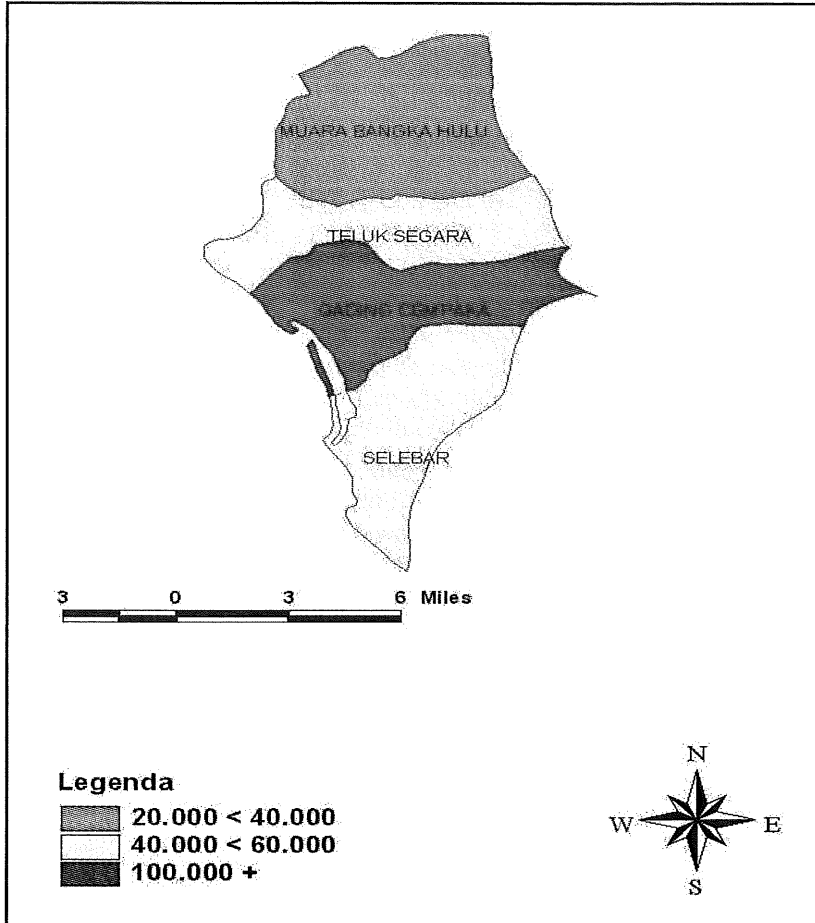 MUARA BANGKA HULU
TELUK SEGARA
GADING CEMPAKA
SELEBAR
3 0 3 6 Miles
Legenda
20.000 < 40.000
40.000 < 60.000
100.000 +
N
W E
S